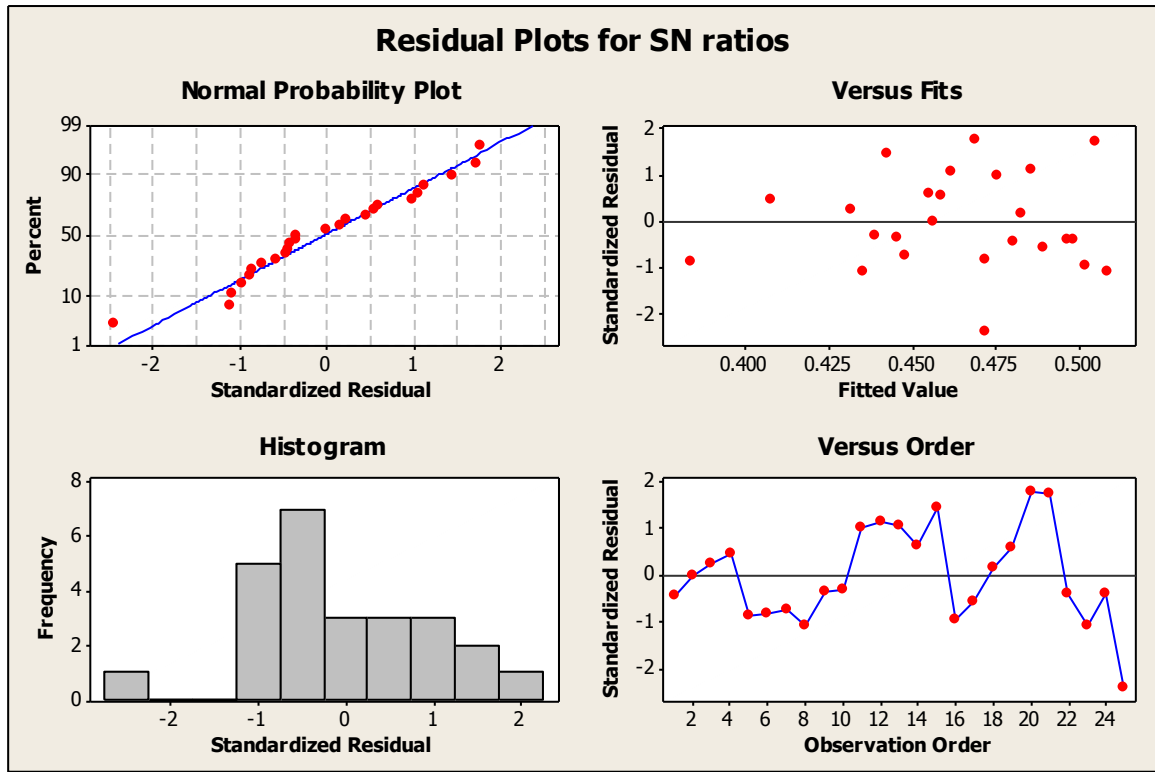 Residual Plots for SN ratios
Normal Probability Plot
99
90
50
10
1
Percent
-2 -1 0 1 2
Standardized Residual
Versus Fits
2
1
0
-1
-2
Standardized Residual
0.400 0.425 0.450 0.475 0.500
Fitted Value
Histogram
8
6
4
2
0
Frequency
-2 -1 0 1 2
Standardized Residual
Versus Order
2
1
0
-1
-2
Standardized Residual
2 4 6 8 10 12 14 16 18 20 22 24
Observation Order